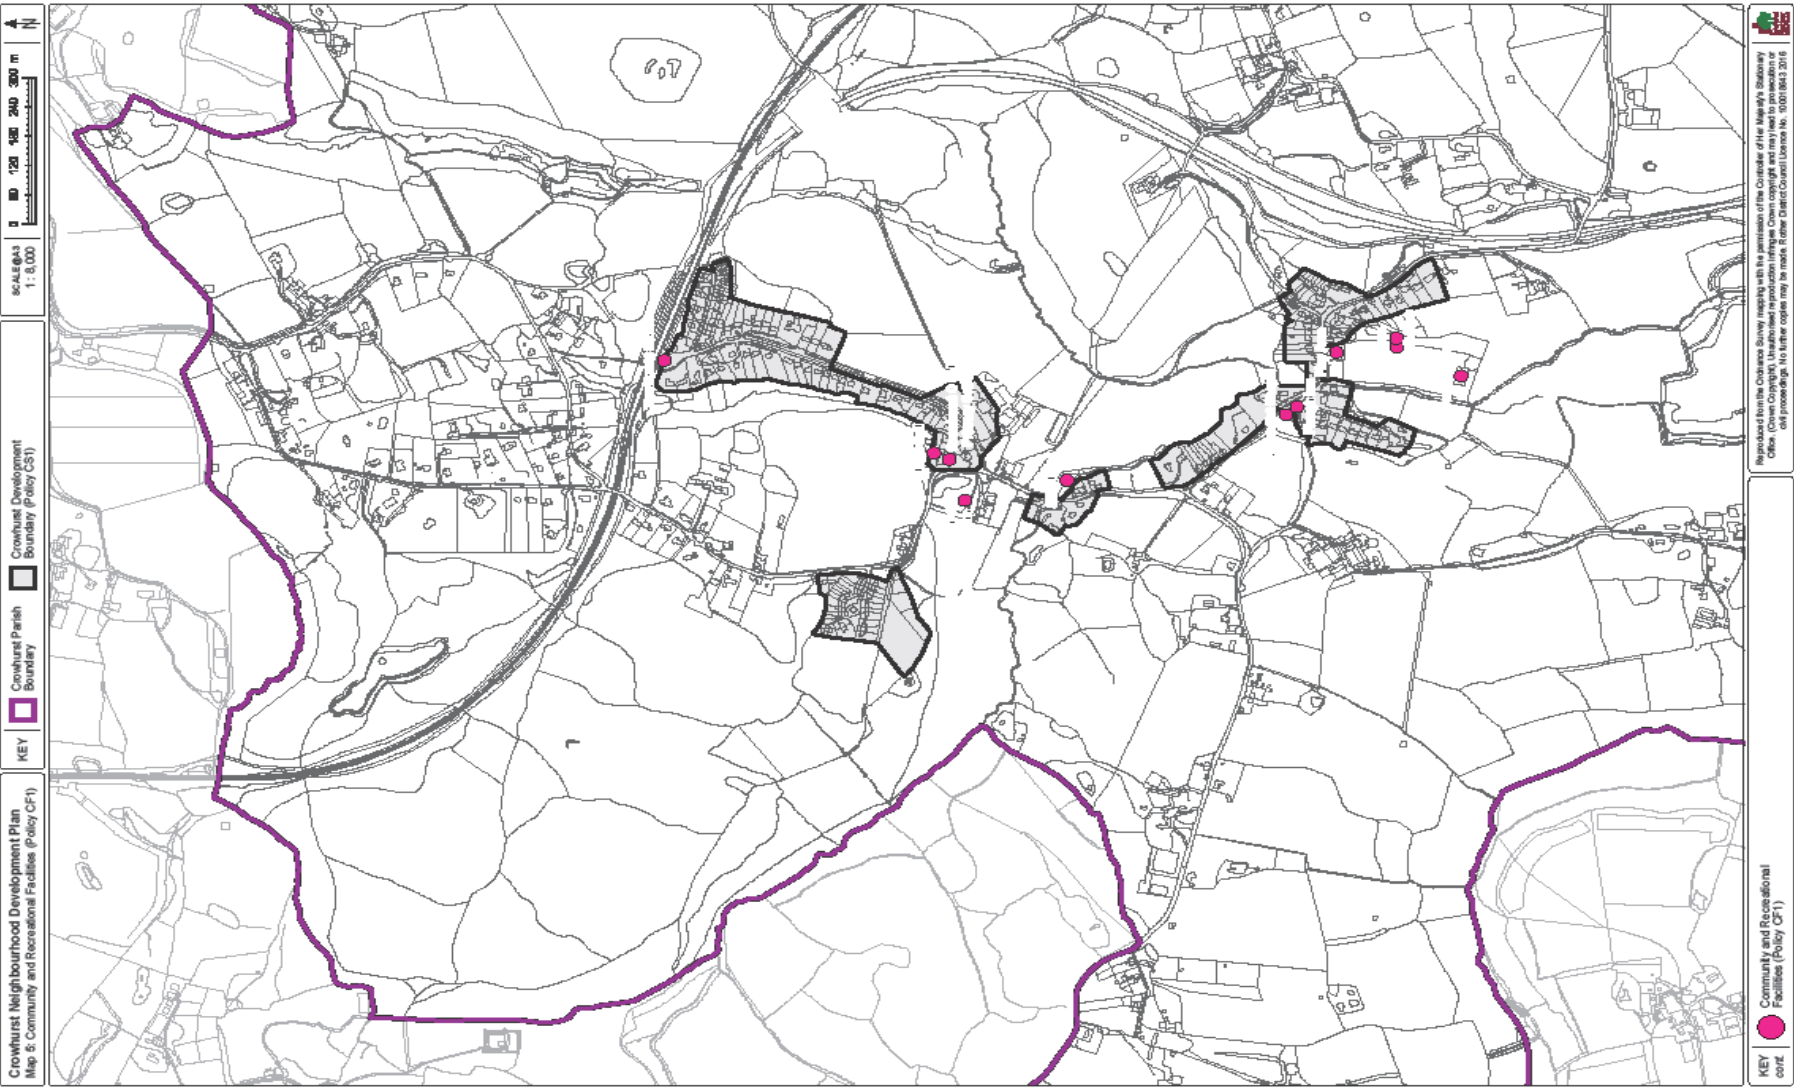 Crowhurst Neighbourhood Development Plan
Map 5: Community and Recreational Facilities (Policy CF1)
KEY
Crowhurst Parish
Boundary
Crowhurst Development
Boundary (Policy CS1)
SCALE@A3
1 : 8,000
0 60 120 180 240 300 m
N
KEY
cont.
Community and Recreational
Facilities (Policy CF1)
Reproduced from the Ordnance Survey mapping with the permission of the Controller of Her Majesty's Stationary
Office. (Crown Copyright). Unauthorised reproduction infringes Crown copyright and may lead to prosecution or
civil proceedings. No further copies may be made. Rother District Council Licence No. 100018643 2016